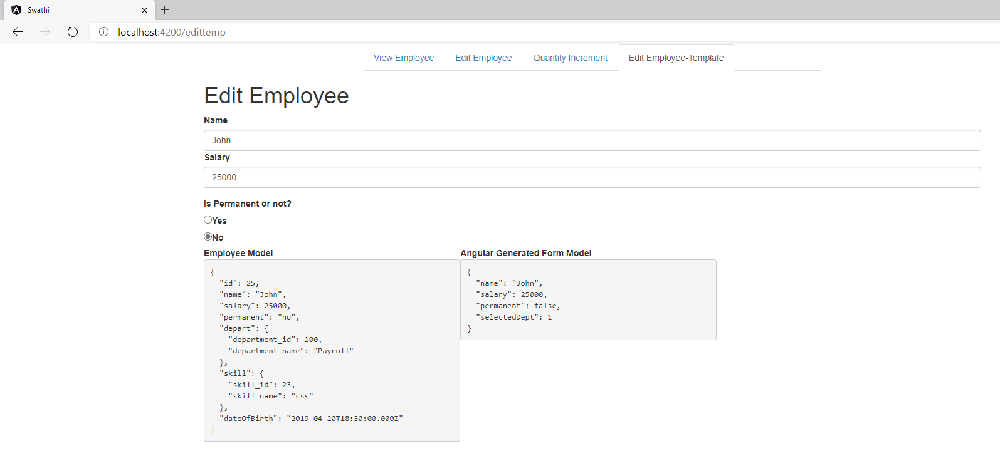 Swathi
localhost:4200/edittemp
View Employee Edit Employee Quantity Increment Edit Employee-Template
Edit Employee
Name
John
Salary
25000
Is Permanent or not?
Yes
No
Employee Model
{
"id": 25,
"name": "John",
"salary": 25000,
"permanent": "no",
"depart": {
"department_id": 100,
"department_name": "Payroll"
},
"skill": {
"skill_id": 23,
"skill_name": "css"
},
"dateOfBirth": "2019-04-20T18:30:00.000Z"
}
Angular Generated Form Model
{
"name": "John",
"salary": 25000,
"permanent": false,
"selectedDept": 1
}